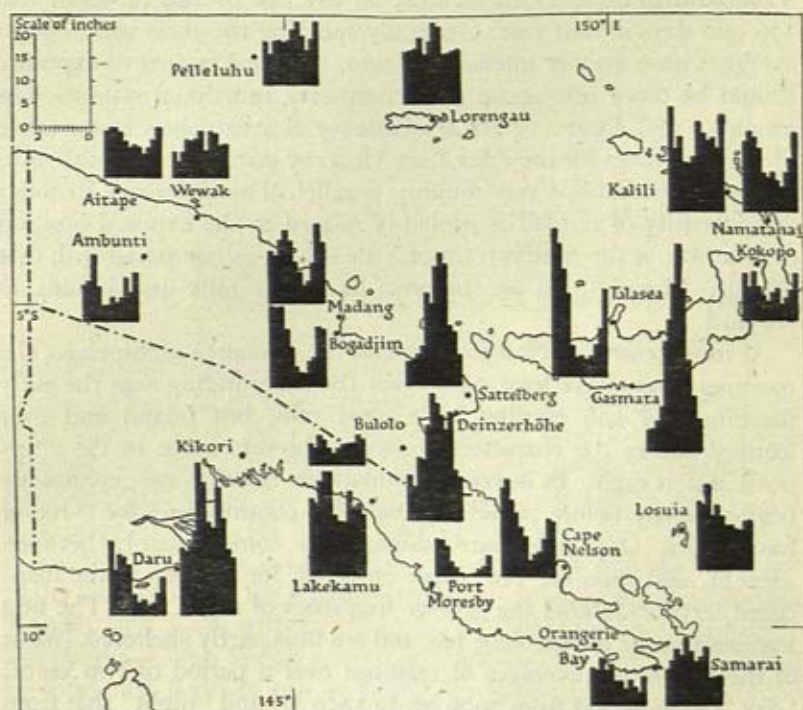 Scale of inches
150°E
20
15
10
5
0
Pelleluhu
Lorengau
Aitape
Wewak
Kalili
Namatanai
Ambunti
Kokopo
Madang
Talasea
5°S
Bogadjim
Sattelberg
Gasmata
Bulolo
Deinzerhöhe
Kikori
Losuia
Cape
Nelson
Daru
Lakekamu
Port
Moresby
10°
Orangerie
Bay
Samarai
145°